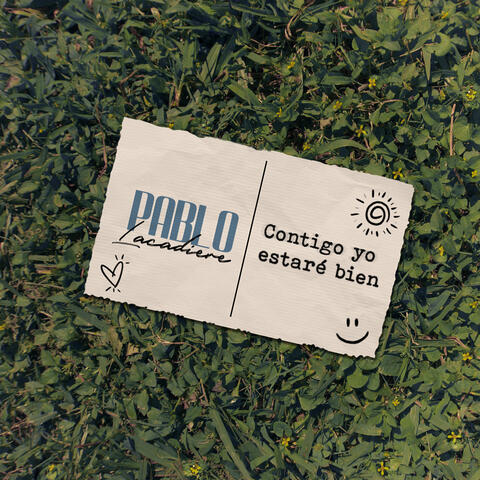 PABLO
Lacadiere
Contigo yo
estaré bien